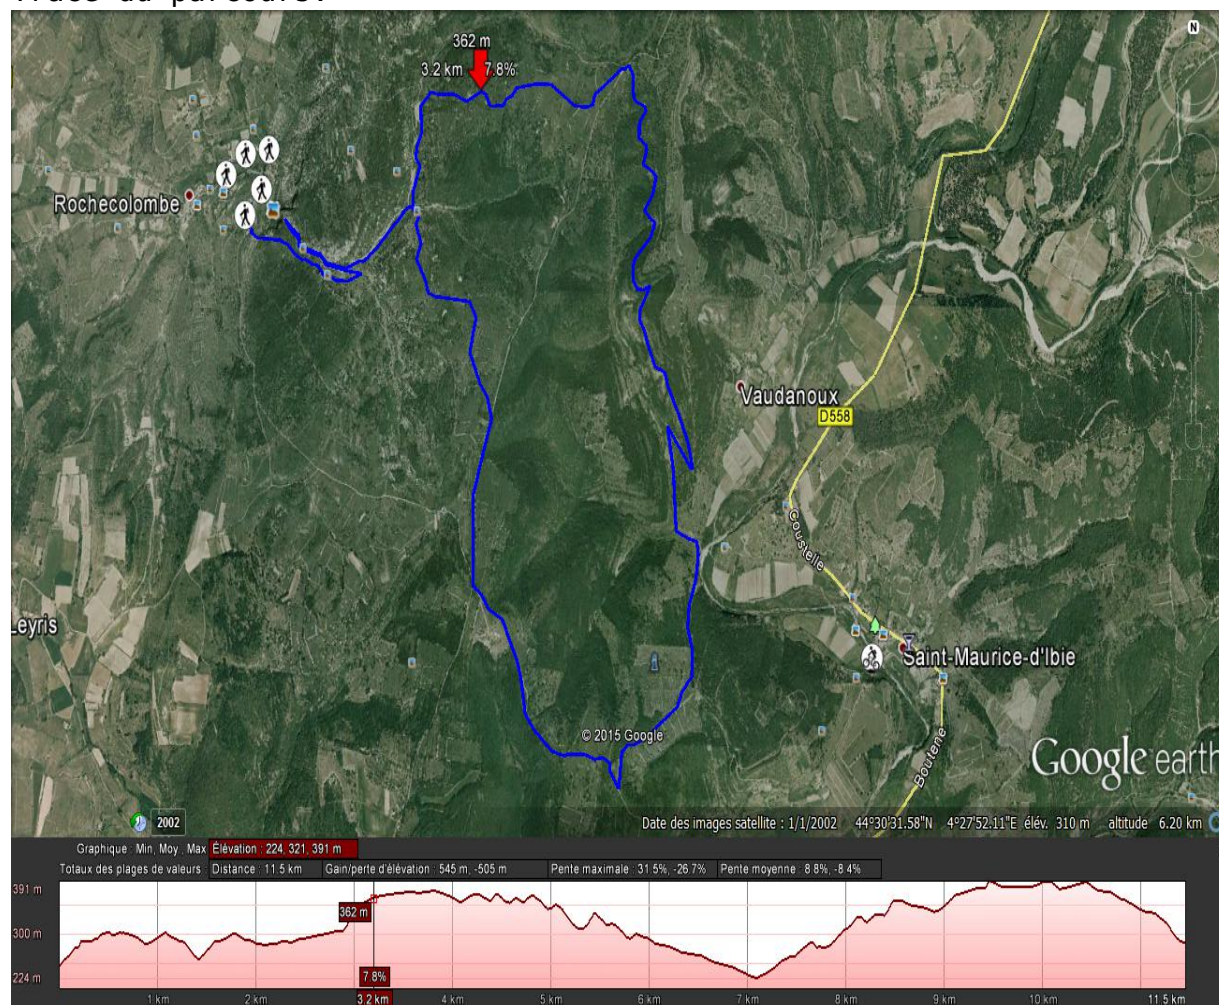 Tracé du parcours.
N
362 m
3.2 km 7.8%
Rochecolombe
Vaudanoux
D558
Coustelle
Leyris
Saint-Maurice-d'Ibie
© 2015 Google
Boutene
Google earth
2002
Date des images satellite : 1/1/2002 44°30'31.58"N 4°27'52.11"E élév. 310 m altitude 6.20 km
Graphique : Min, Moy, Max Élévation : 224, 321, 391 m
Totaux des plages de valeurs : Distance : 11.5 km Gain/perte d'élévation : 545 m, -505 m Pente maximale : 31.5%, -26.7% Pente moyenne : 8.8%, -8.4%
391 m
362 m
300 m
224 m
7.8%
1 km 2 km 3.2 km 4 km 5 km 6 km 7 km 8 km 9 km 10 km 11.5 km